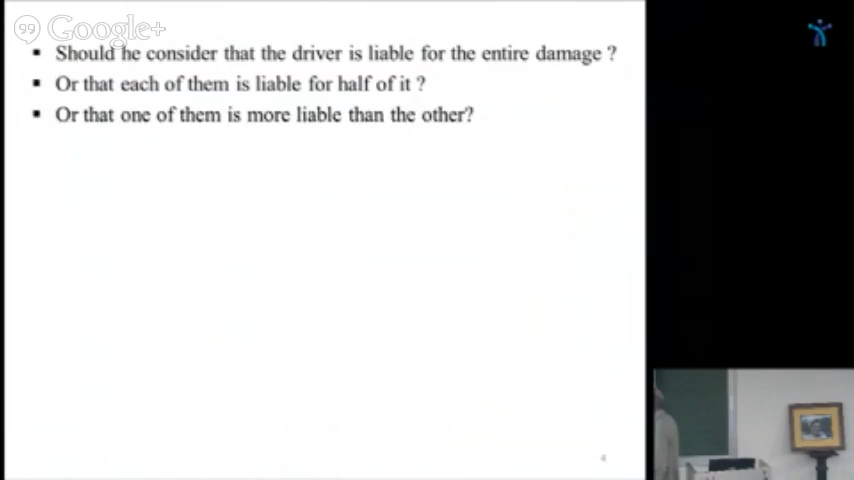 Google+
Should he consider that the driver is liable for the entire damage ?
Or that each of them is liable for half of it ?
Or that one of them is more liable than the other?
4